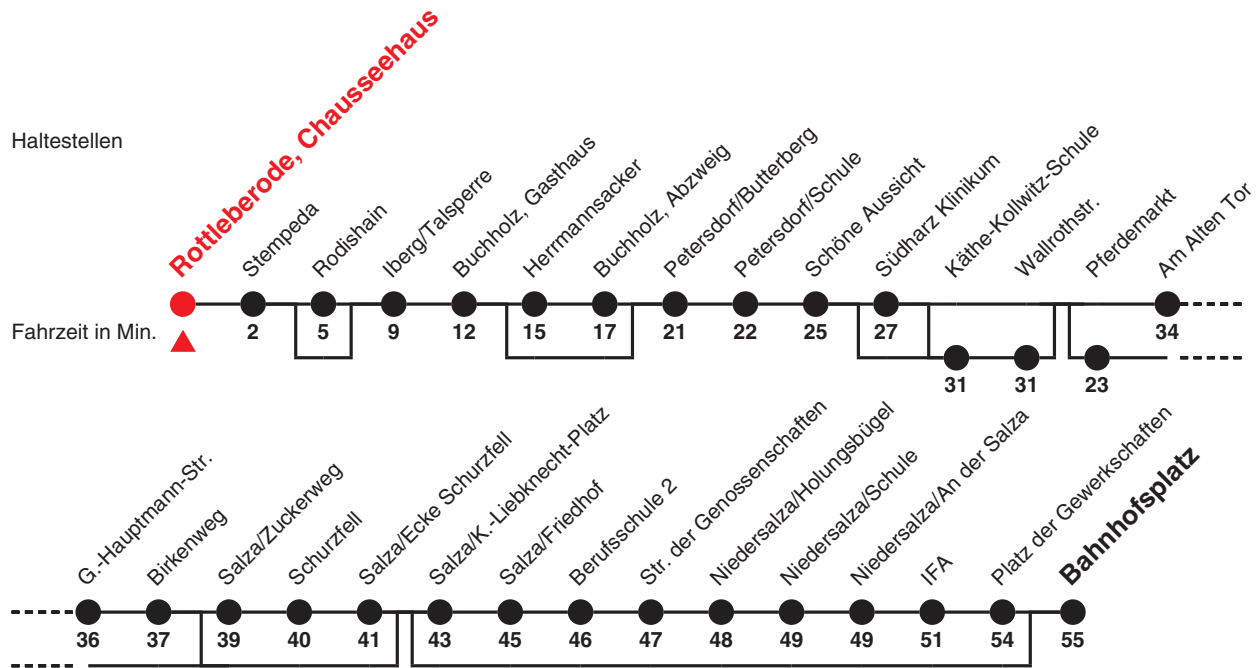 Haltestellen
Rottleberode, Chausseehaus
Stempeda
Rodishain
Iberg/Talsperre
Buchholz, Gasthaus
Herrmannsacker
Buchholz, Abzweig
Petersdorf/Butterberg
Petersdorf/Schule
Schöne Aussicht
Südharz Klinikum
Käthe-Kollwitz-Schule
Wallrothstr.
Pferdemarkt
Am Alten Tor
Fahrzeit in Min.
2 5 9 12 15 17 21 22 25 27 34
31 31 23
G.-Hauptmann-Str.
Birkenweg
Salza/Zuckerweg
Schurzfell
Salza/Ecke Schurzfell
Salza/K.-Liebknecht-Platz
Salza/Friedhof
Berufsschule 2
Str. der Genossenschaften
Niedersalza/Holungsbügel
Niedersalza/Schule
Niedersalza/An der Salza
IFA
Platz der Gewerkschaften
Bahnhofsplatz
36 37 39 40 41 43 45 46 47 48 49 49 51 54 55